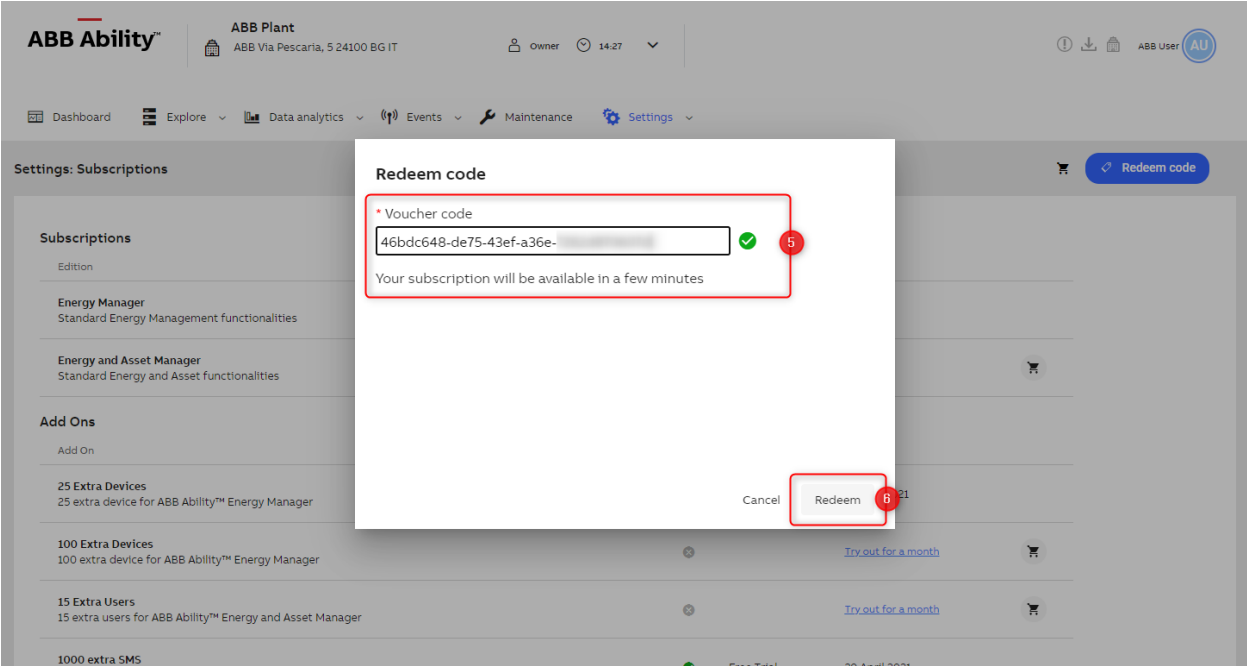 ABB Ability™
ABB Plant
ABB Via Pescaria, 5 24100 BG IT
Owner
14:27
ABB User
AU
Dashboard
Explore
Data analytics
Events
Maintenance
Settings
Settings: Subscriptions
Redeem code
Redeem code
* Voucher code
46bdc648-de75-43ef-a36e-
5
Your subscription will be available in a few minutes
Cancel
Redeem
6
21
Subscriptions
Edition
Energy Manager
Standard Energy Management functionalities
Energy and Asset Manager
Standard Energy and Asset functionalities
Add Ons
Add On
25 Extra Devices
25 extra device for ABB Ability™ Energy Manager
100 Extra Devices
100 extra device for ABB Ability™ Energy Manager
Try out for a month
15 Extra Users
15 extra users for ABB Ability™ Energy and Asset Manager
Try out for a month
1000 extra SMS
Free Trial
20 April 2021